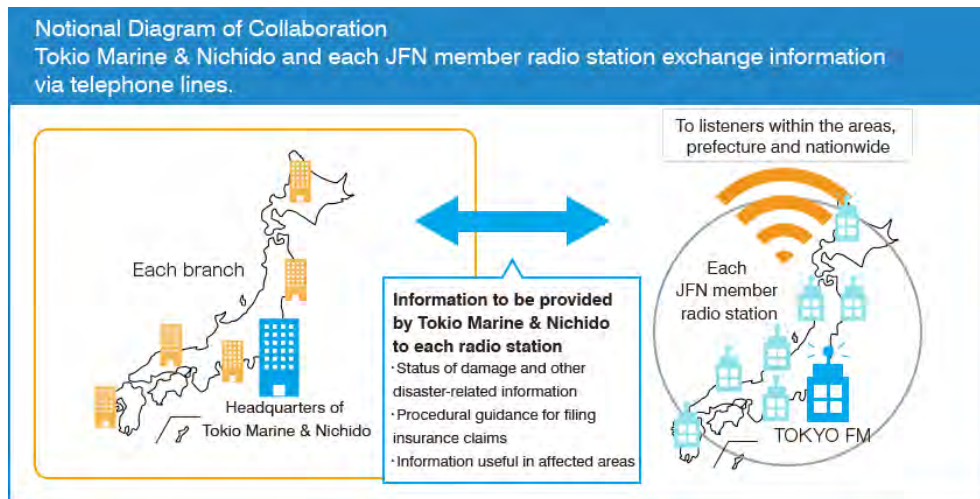 Notional Diagram of Collaboration
Tokio Marine & Nichido and each JFN member radio station exchange information
via telephone lines.
To listeners within the areas,
prefecture and nationwide
Each branch
Headquarters of
Tokio Marine & Nichido
Information to be provided
by Tokio Marine & Nichido
to each radio station
·Status of damage and other
disaster-related information
·Procedural guidance for filing
insurance claims
·Information useful in affected areas
Each
JFN member
radio station
TOKYO FM